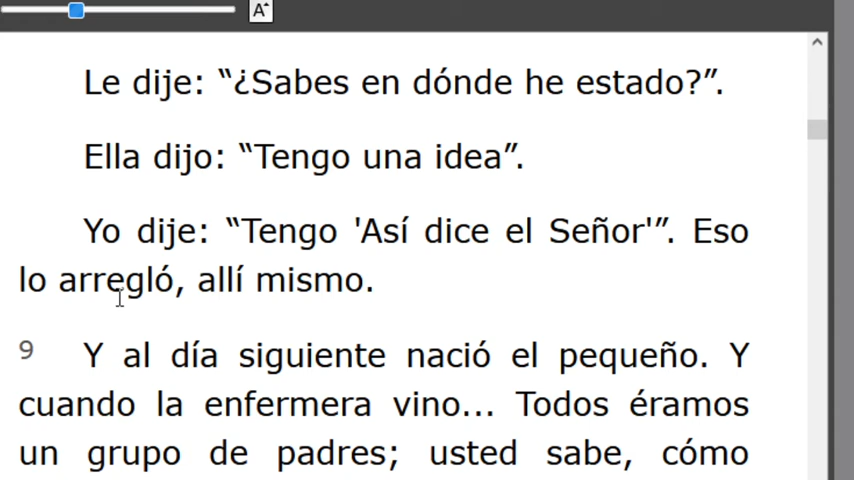 A
Le dije: “¿Sabes en dónde he estado?”.
Ella dijo: “Tengo una idea”.
Yo dije: “Tengo 'Así dice el Señor'”. Eso
lo arregló, allí mismo.
9 Y al día siguiente nació el pequeño. Y
cuando la enfermera vino... Todos éramos
un grupo de padres; usted sabe, cómo